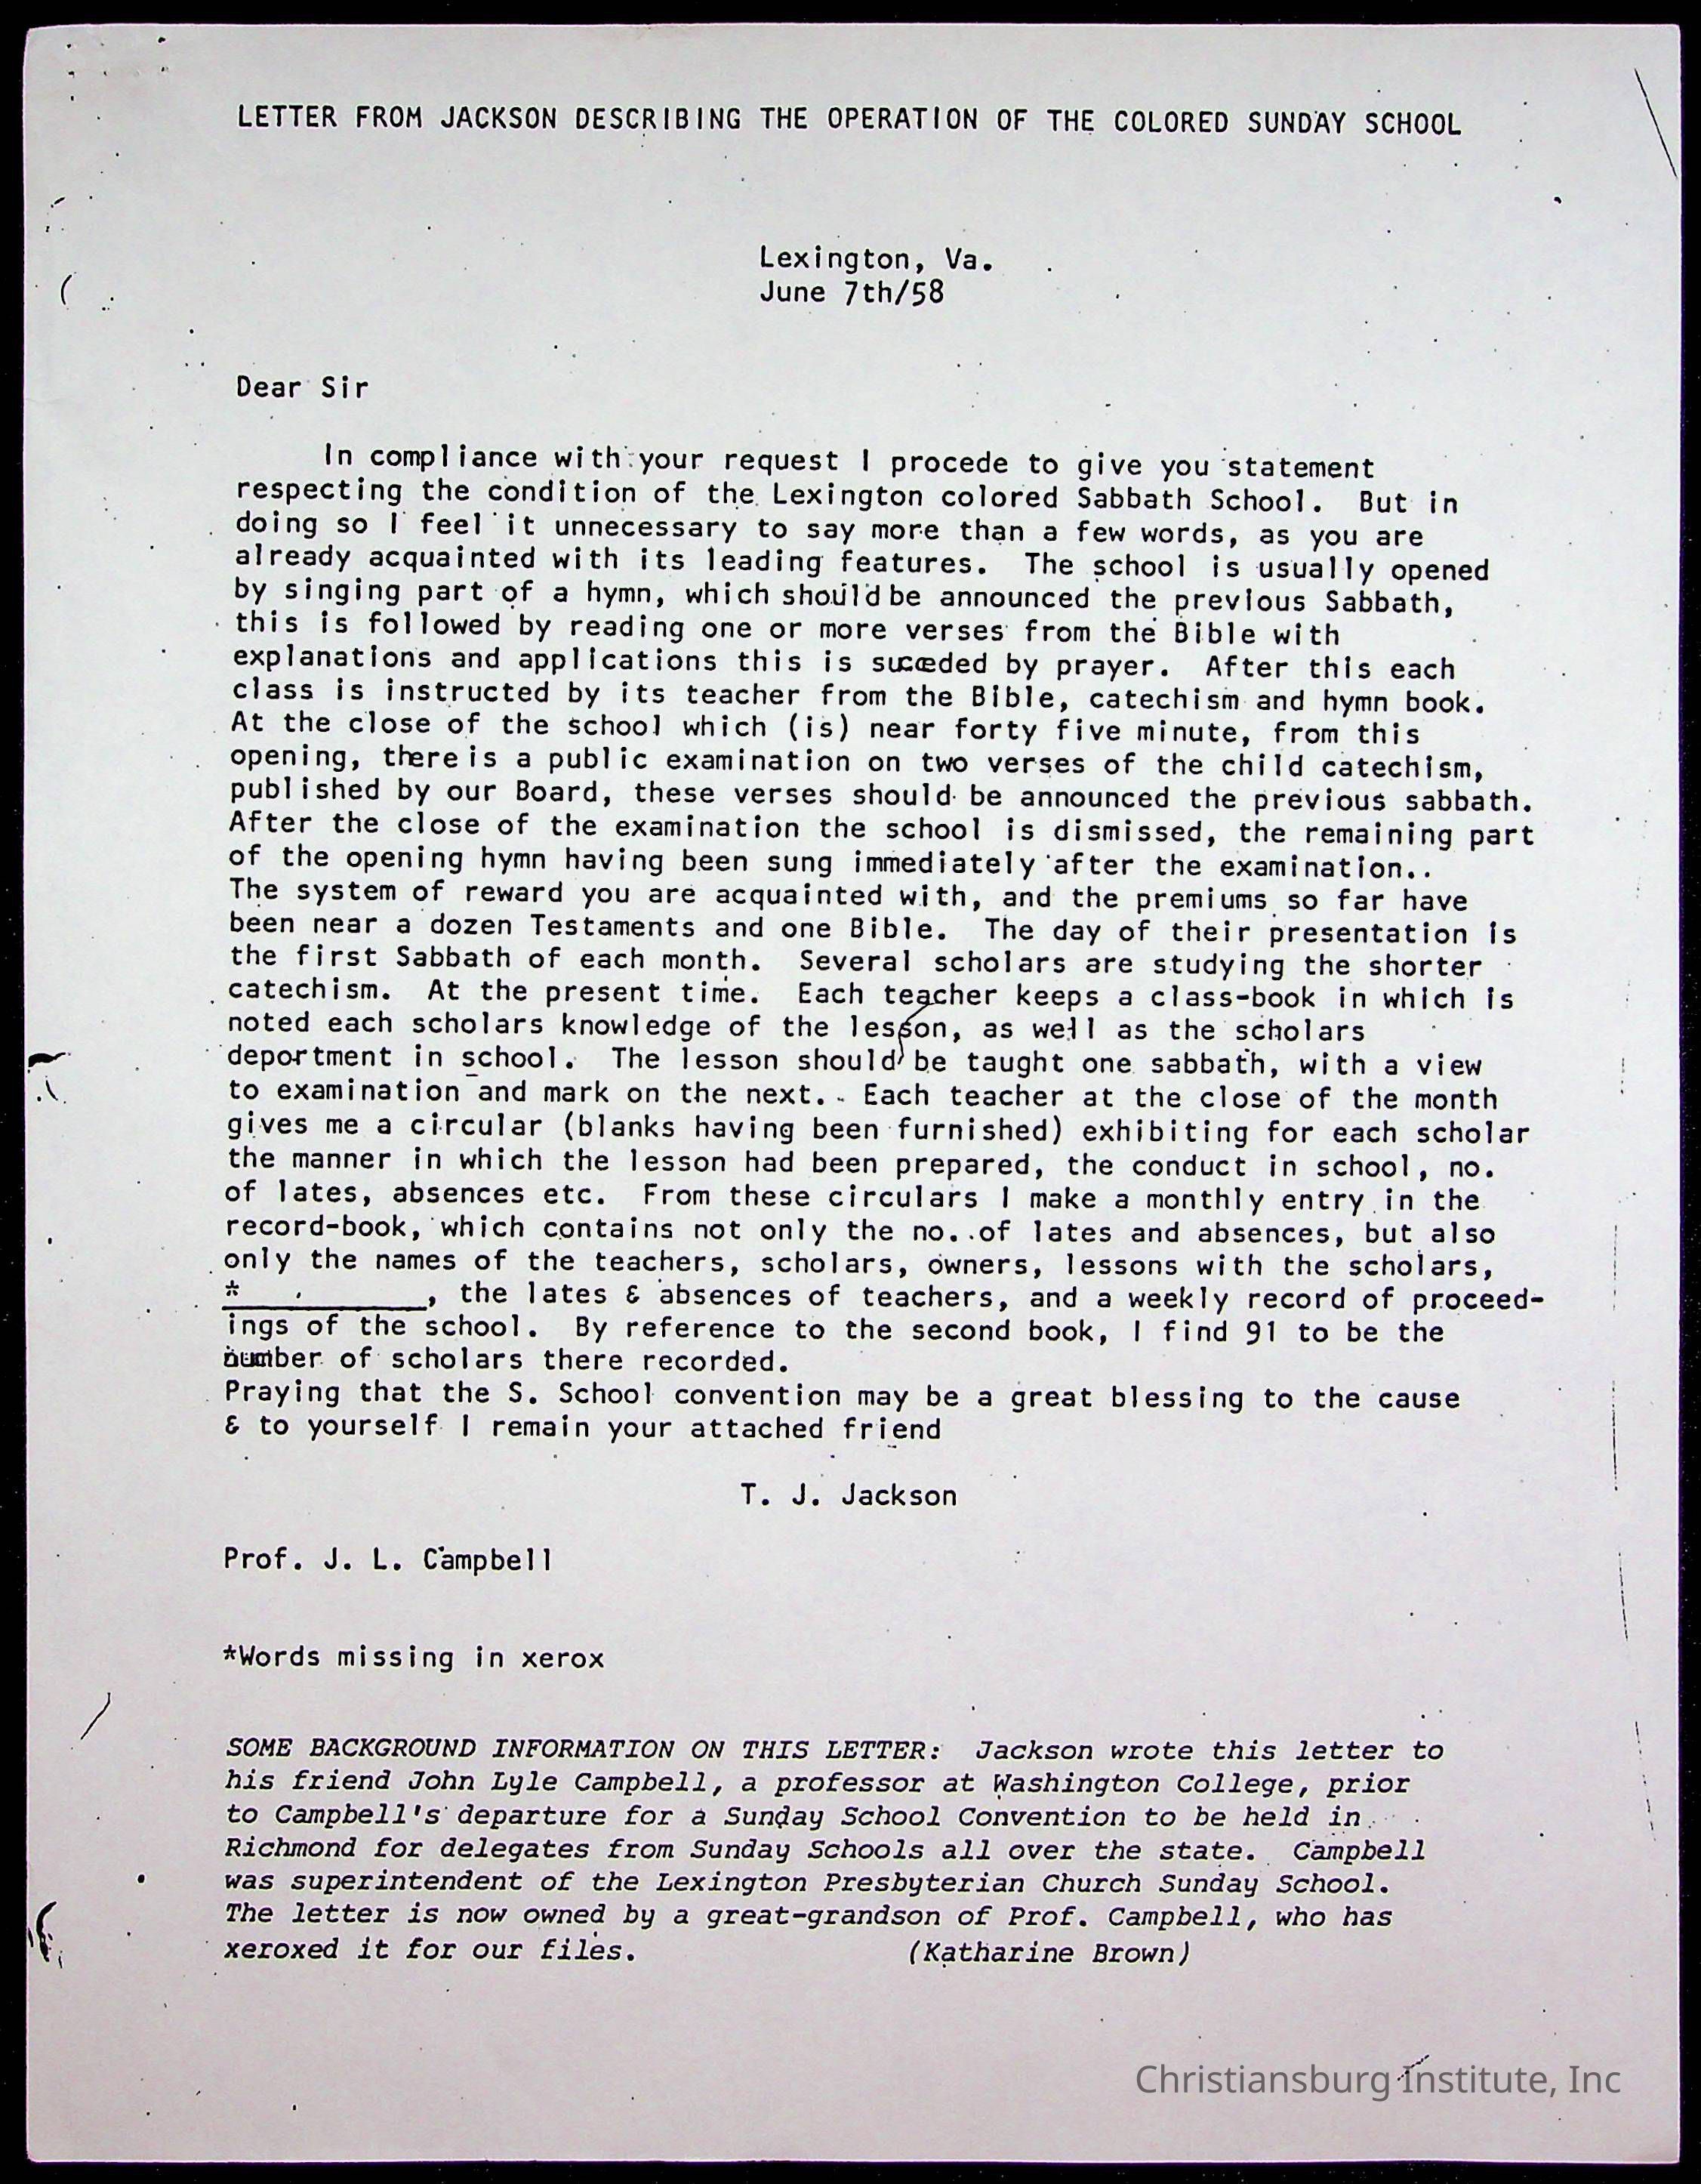 LETTER FROM JACKSON DESCRIBING THE OPERATION OF THE COLORED SUNDAY SCHOOL
Lexington, Va.
June 7th/58
Dear Sir
In compliance with your request I procede to give you statement
respecting the condition of the Lexington colored Sabbath School. But in
doing so I feel it unnecessary to say more than a few words, as you are
already acquainted with its leading features. The school is usually opened
by singing part of a hymn, which should be announced the previous Sabbath,
this is followed by reading one or more verses from the Bible with
explanations and applications this is succeded by prayer. After this each
class is instructed by its teacher from the Bible, catechism and hymn book.
At the close of the school which (is) near forty five minute, from this
opening, there is a public examination on two verses of the child catechism,
published by our Board, these verses should be announced the previous sabbath.
After the close of the examination the school is dismissed, the remaining part
of the opening hymn having been sung immediately after the examination..
The system of reward you are acquainted with, and the premiums so far have
been near a dozen Testaments and one Bible. The day of their presentation is
the first Sabbath of each month. Several scholars are studying the shorter
catechism. At the present time. Each teacher keeps a class-book in which is
noted each scholars knowledge of the lesson, as well as the scholars
deportment in school. The lesson should be taught one sabbath, with a view
to examination and mark on the next. Each teacher at the close of the month
gives me a circular (blanks having been furnished) exhibiting for each scholar
the manner in which the lesson had been prepared, the conduct in school, no.
of lates, absences etc. From these circulars I make a monthly entry in the
record-book, which contains not only the no. of lates and absences, but also
only the names of the teachers, scholars, owners, lessons with the scholars,
*__________, the lates & absences of teachers, and a weekly record of proceed-
ings of the school. By reference to the second book, I find 91 to be the
number of scholars there recorded.
Praying that the S. School convention may be a great blessing to the cause
& to yourself I remain your attached friend
T. J. Jackson
Prof. J. L. Campbell
*Words missing in xerox
SOME BACKGROUND INFORMATION ON THIS LETTER: Jackson wrote this letter to
his friend John Lyle Campbell, a professor at Washington College, prior
to Campbell's departure for a Sunday School Convention to be held in
Richmond for delegates from Sunday Schools all over the state. Campbell
was superintendent of the Lexington Presbyterian Church Sunday School.
The letter is now owned by a great-grandson of Prof. Campbell, who has
xeroxed it for our files. (Katharine Brown)
Christiansburg Institute, Inc